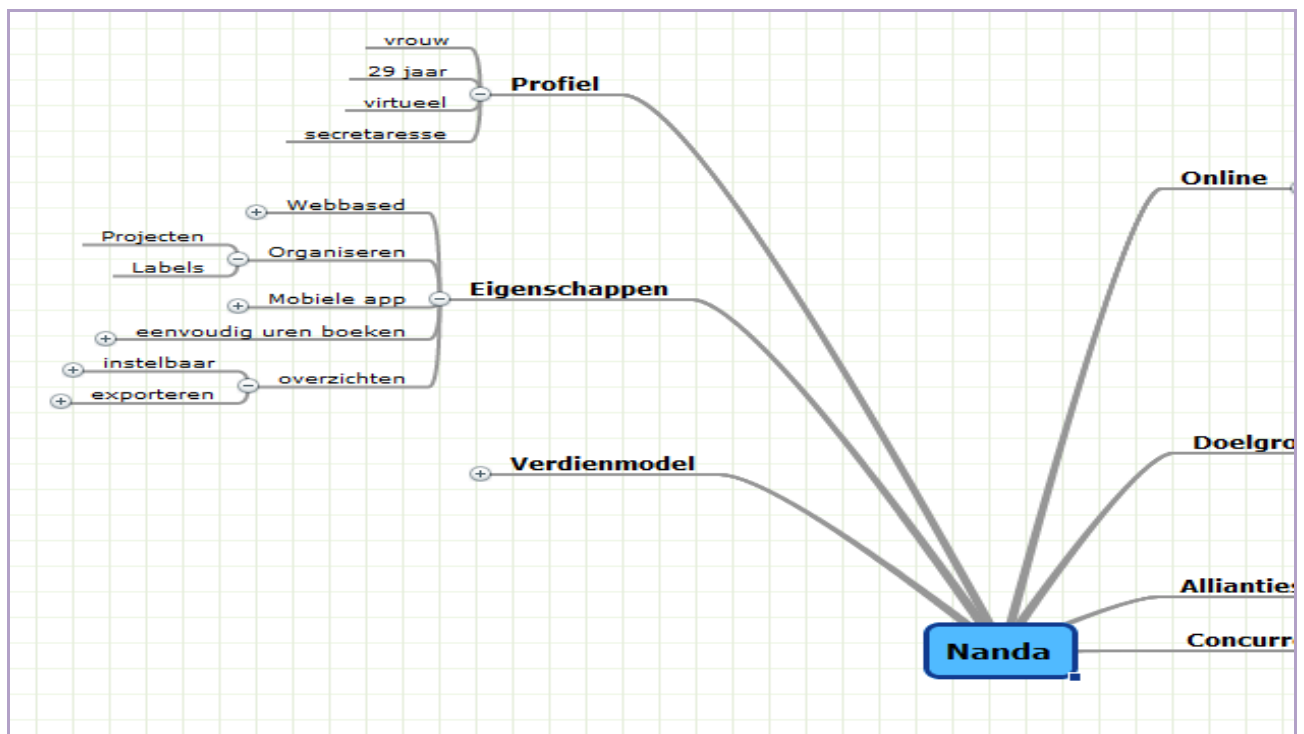 vrouw
29 jaar
virtueel
secretaresse
Profiel
Webbased
Projecten
Labels
Organiseren
Mobiele app
eenvoudig uren boeken
instelbaar
exporteren
overzichten
Eigenschappen
Verdienmodel
Online
Doelgro
Allianties
Concurr
Nanda